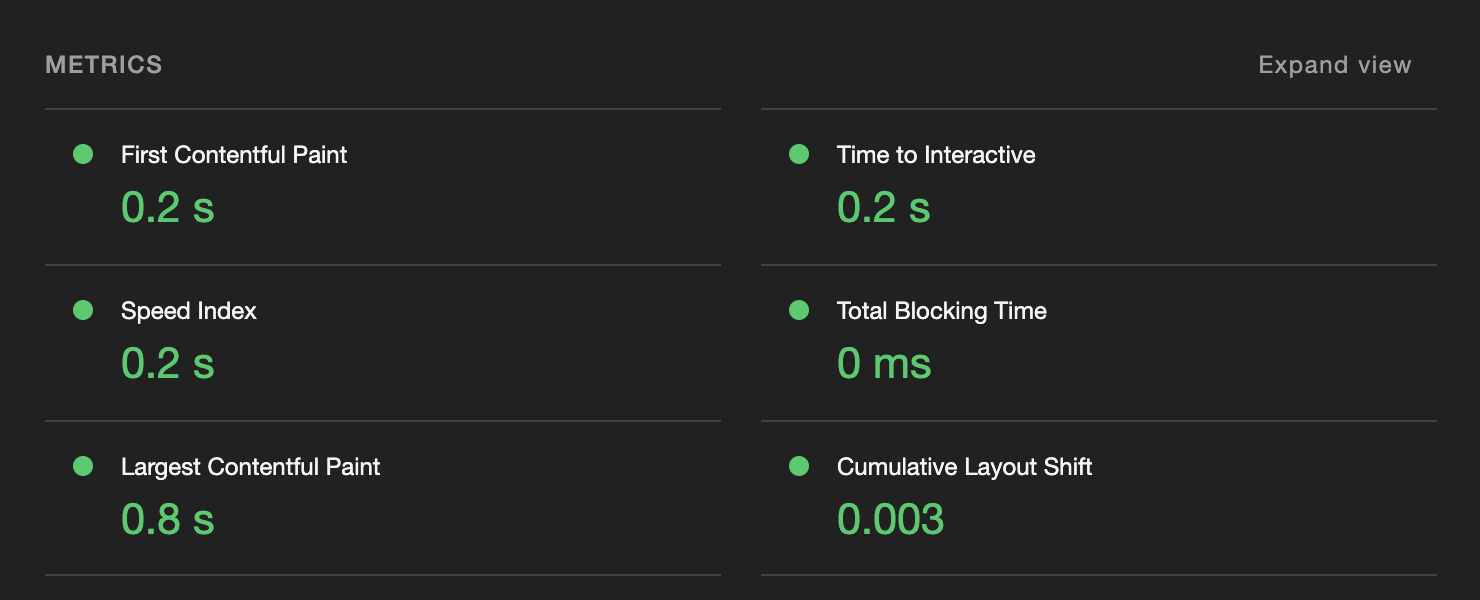 METRICS
Expand view
First Contentful Paint
0.2 s
Time to Interactive
0.2 s
Speed Index
0.2 s
Total Blocking Time
0 ms
Largest Contentful Paint
0.8 s
Cumulative Layout Shift
0.003